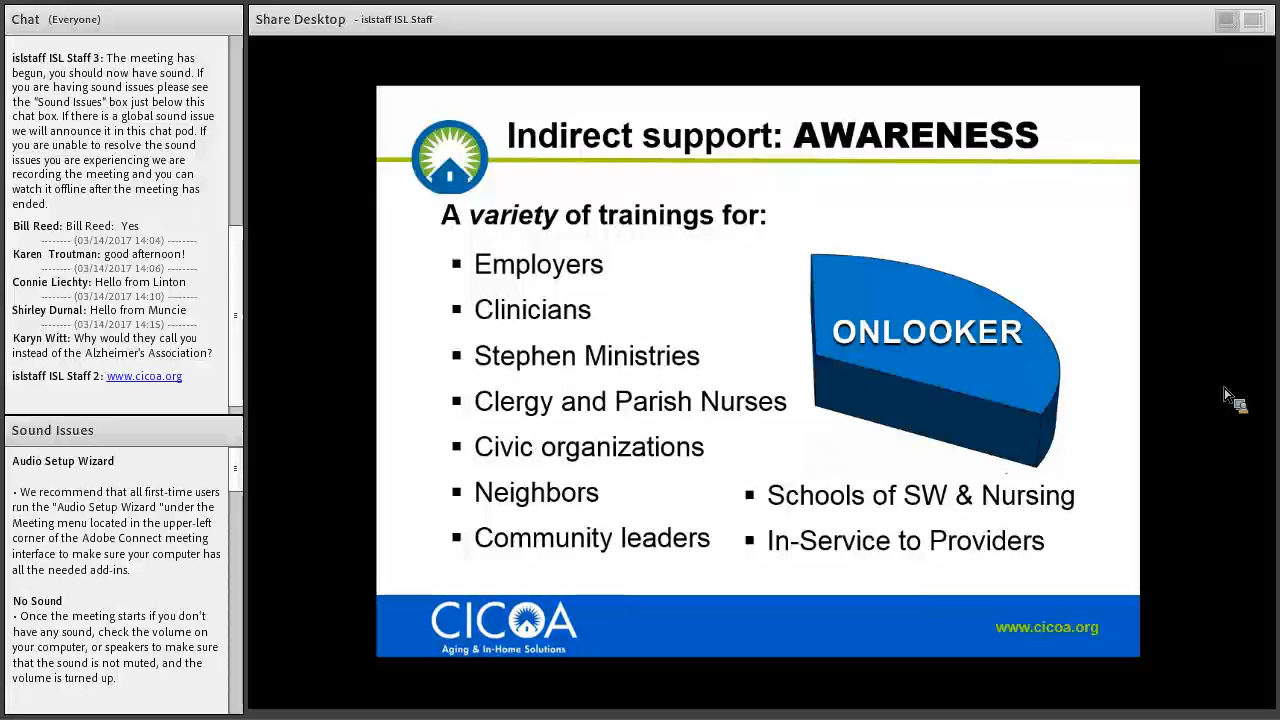 Chat (Everyone)
islstaff ISL Staff 3: The meeting has
begun, you should now have sound. If
you are having sound issues please see
the "Sound Issues" box just below this
chat box. If there is a global sound issue
we will announce it in this chat pod. If
you are unable to resolve the sound
issues you are experiencing we are
recording the meeting and you can
watch it offline after the meeting has
ended.
Bill Reed: Bill Reed: Yes
-------- (03/14/2017 14:04) --------
Karen Troutman: good afternoon!
-------- (03/14/2017 14:06) --------
Connie Liechty: Hello from Linton
-------- (03/14/2017 14:10) --------
Shirley Durnal: Hello from Muncie
-------- (03/14/2017 14:15) --------
Karyn Witt: Why would they call you
instead of the Alzheimer's Association?
islstaff ISL Staff 2: www.cicoa.org
Sound Issues
Audio Setup Wizard
• We recommend that all first-time users
run the "Audio Setup Wizard "under the
Meeting menu located in the upper-left
corner of the Adobe Connect meeting
interface to make sure your computer has
all the needed add-ins.
No Sound
• Once the meeting starts if you don't
have any sound, check the volume on
your computer, or speakers to make sure
that the sound is not muted, and the
volume is turned up.
Share Desktop - islstaff ISL Staff
Indirect support: AWARENESS
A variety of trainings for:
▪ Employers
▪ Clinicians
▪ Stephen Ministries
▪ Clergy and Parish Nurses
▪ Civic organizations
▪ Neighbors
▪ Community leaders
ONLOOKER
▪ Schools of SW & Nursing
▪ In-Service to Providers
CICOA
Aging & In-Home Solutions
www.cicoa.org